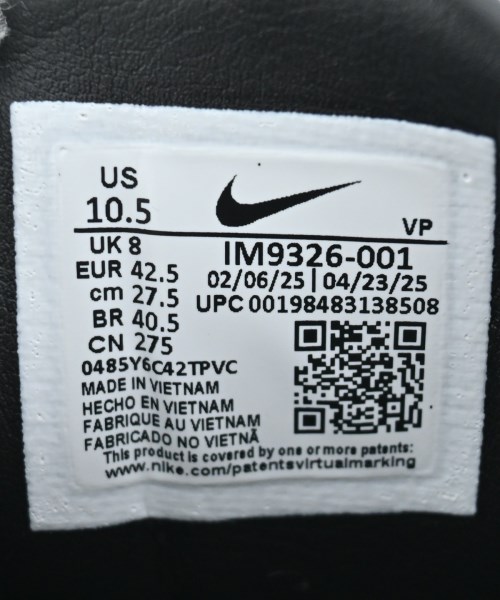 US
10.5
VP
UK 8
EUR 42.5
cm 27.5
BR 40.5
CN 275
IM9326-001
02/06/25 | 04/23/25
UPC 00198483138508
0485Y6C42TPVC
MADE IN VIETNAM
HECHO EN VIETNAM
FABRIQUE AU VIETNAM
FABRICADO NO VIETNÃ
This product is covered by one or more patents:
www.nike.com/patentsvirtualmarking